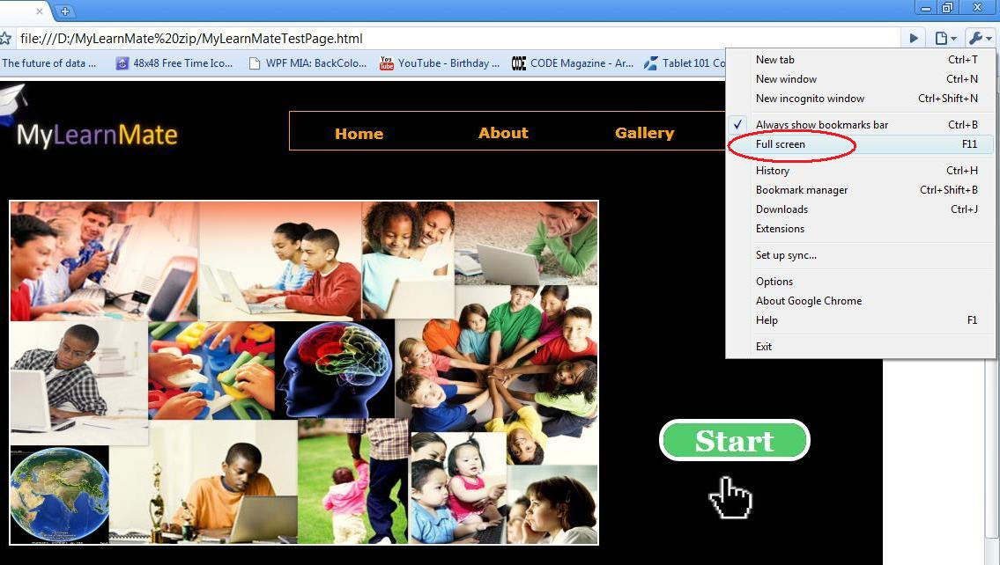 file:///D:/MyLearnMate%20zip/MyLearnMateTestPage.html
The future of data ... 48x48 Free Time Ico... WPF MIA: BackColo... You Tube YouTube - Birthday ... CODE CODE Magazine - Ar... Tablet 101 Co
New tab Ctrl+T
New window Ctrl+N
New incognito window Ctrl+Shift+N
Always show bookmarks bar Ctrl+B
Full screen F11
History Ctrl+H
Bookmark manager Ctrl+Shift+B
Downloads Ctrl+J
Extensions
Set up sync...
Options
About Google Chrome
Help F1
Exit
MyLearnMate
Home About Gallery
Start